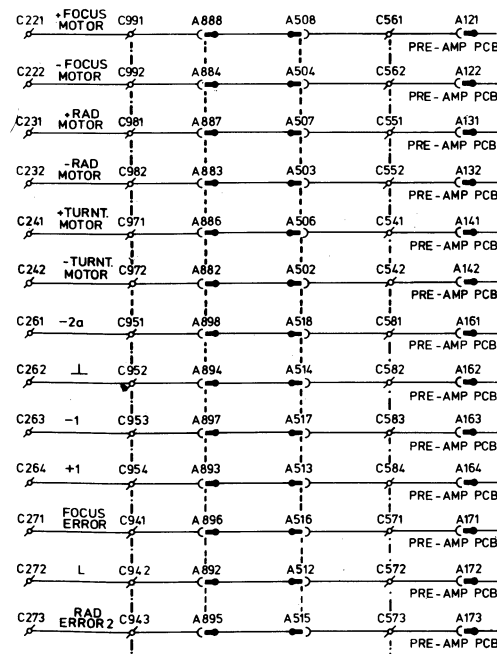 +FOCUS
C221 MOTOR C991 A888 A508 C561 A121
PRE-AMP PCB
-FOCUS
C222 MOTOR C992 A884 A504 C562 A122
PRE-AMP PCB
+RAD
C231 MOTOR C981 A887 A507 C551 A131
PRE-AMP PCB
-RAD
C232 MOTOR C982 A883 A503 C552 A132
PRE-AMP PCB
+TURNT.
C241 MOTOR C971 A886 A506 C541 A141
PRE-AMP PCB
-TURNT.
C242 MOTOR C972 A882 A502 C542 A142
PRE-AMP PCB
C261 -2a C951 A898 A518 C581 A161
PRE-AMP PCB
C262 ⊥ C952 A894 A514 C582 A162
PRE-AMP PCB
C263 -1 C953 A897 A517 C583 A163
PRE-AMP PCB
C264 +1 C954 A893 A513 C584 A164
PRE-AMP PCB
FOCUS
C271 ERROR C941 A896 A516 C571 A171
PRE-AMP PCB
C272 L C942 A892 A512 C572 A172
PRE-AMP PCB
RAD
C273 ERROR 2 C943 A895 A515 C573 A173
PRE-AMP PCB